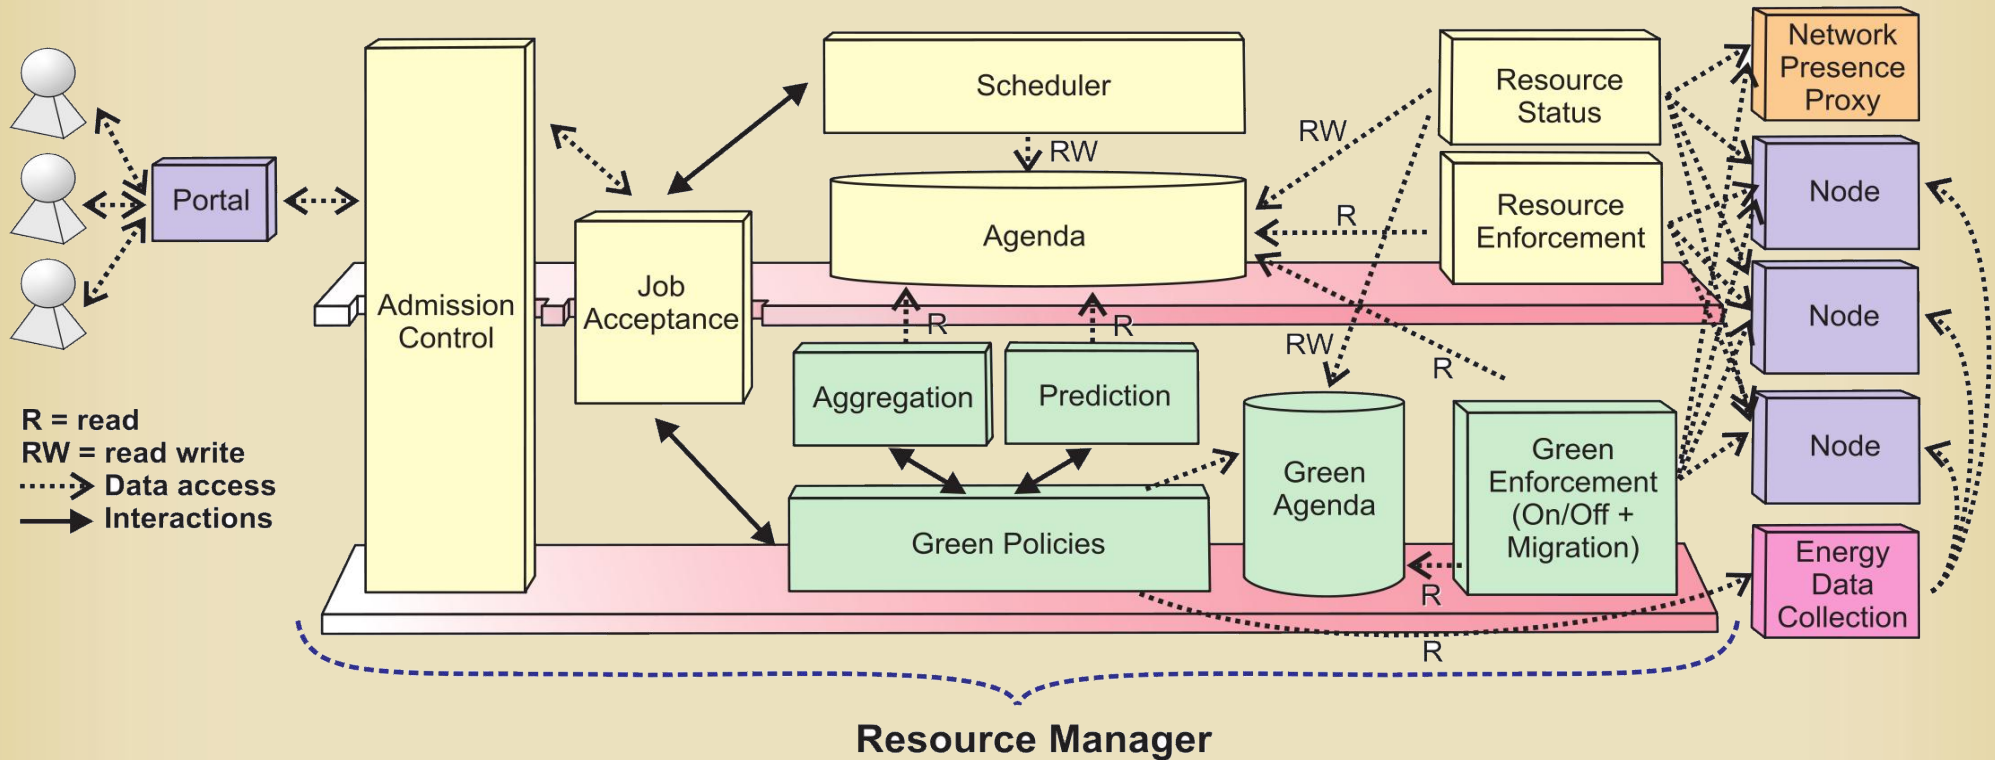 Portal
R = read
RW = read write
Data access
Interactions
Admission
Control
Job
Acceptance
Scheduler
RW
Agenda
R
R
Aggregation
Prediction
Green Policies
RW
R
RW
R
Green
Agenda
R
R
Resource
Status
Resource
Enforcement
Green
Enforcement
(On/Off +
Migration)
Network
Presence
Proxy
Node
Node
Node
Energy
Data
Collection
Resource Manager